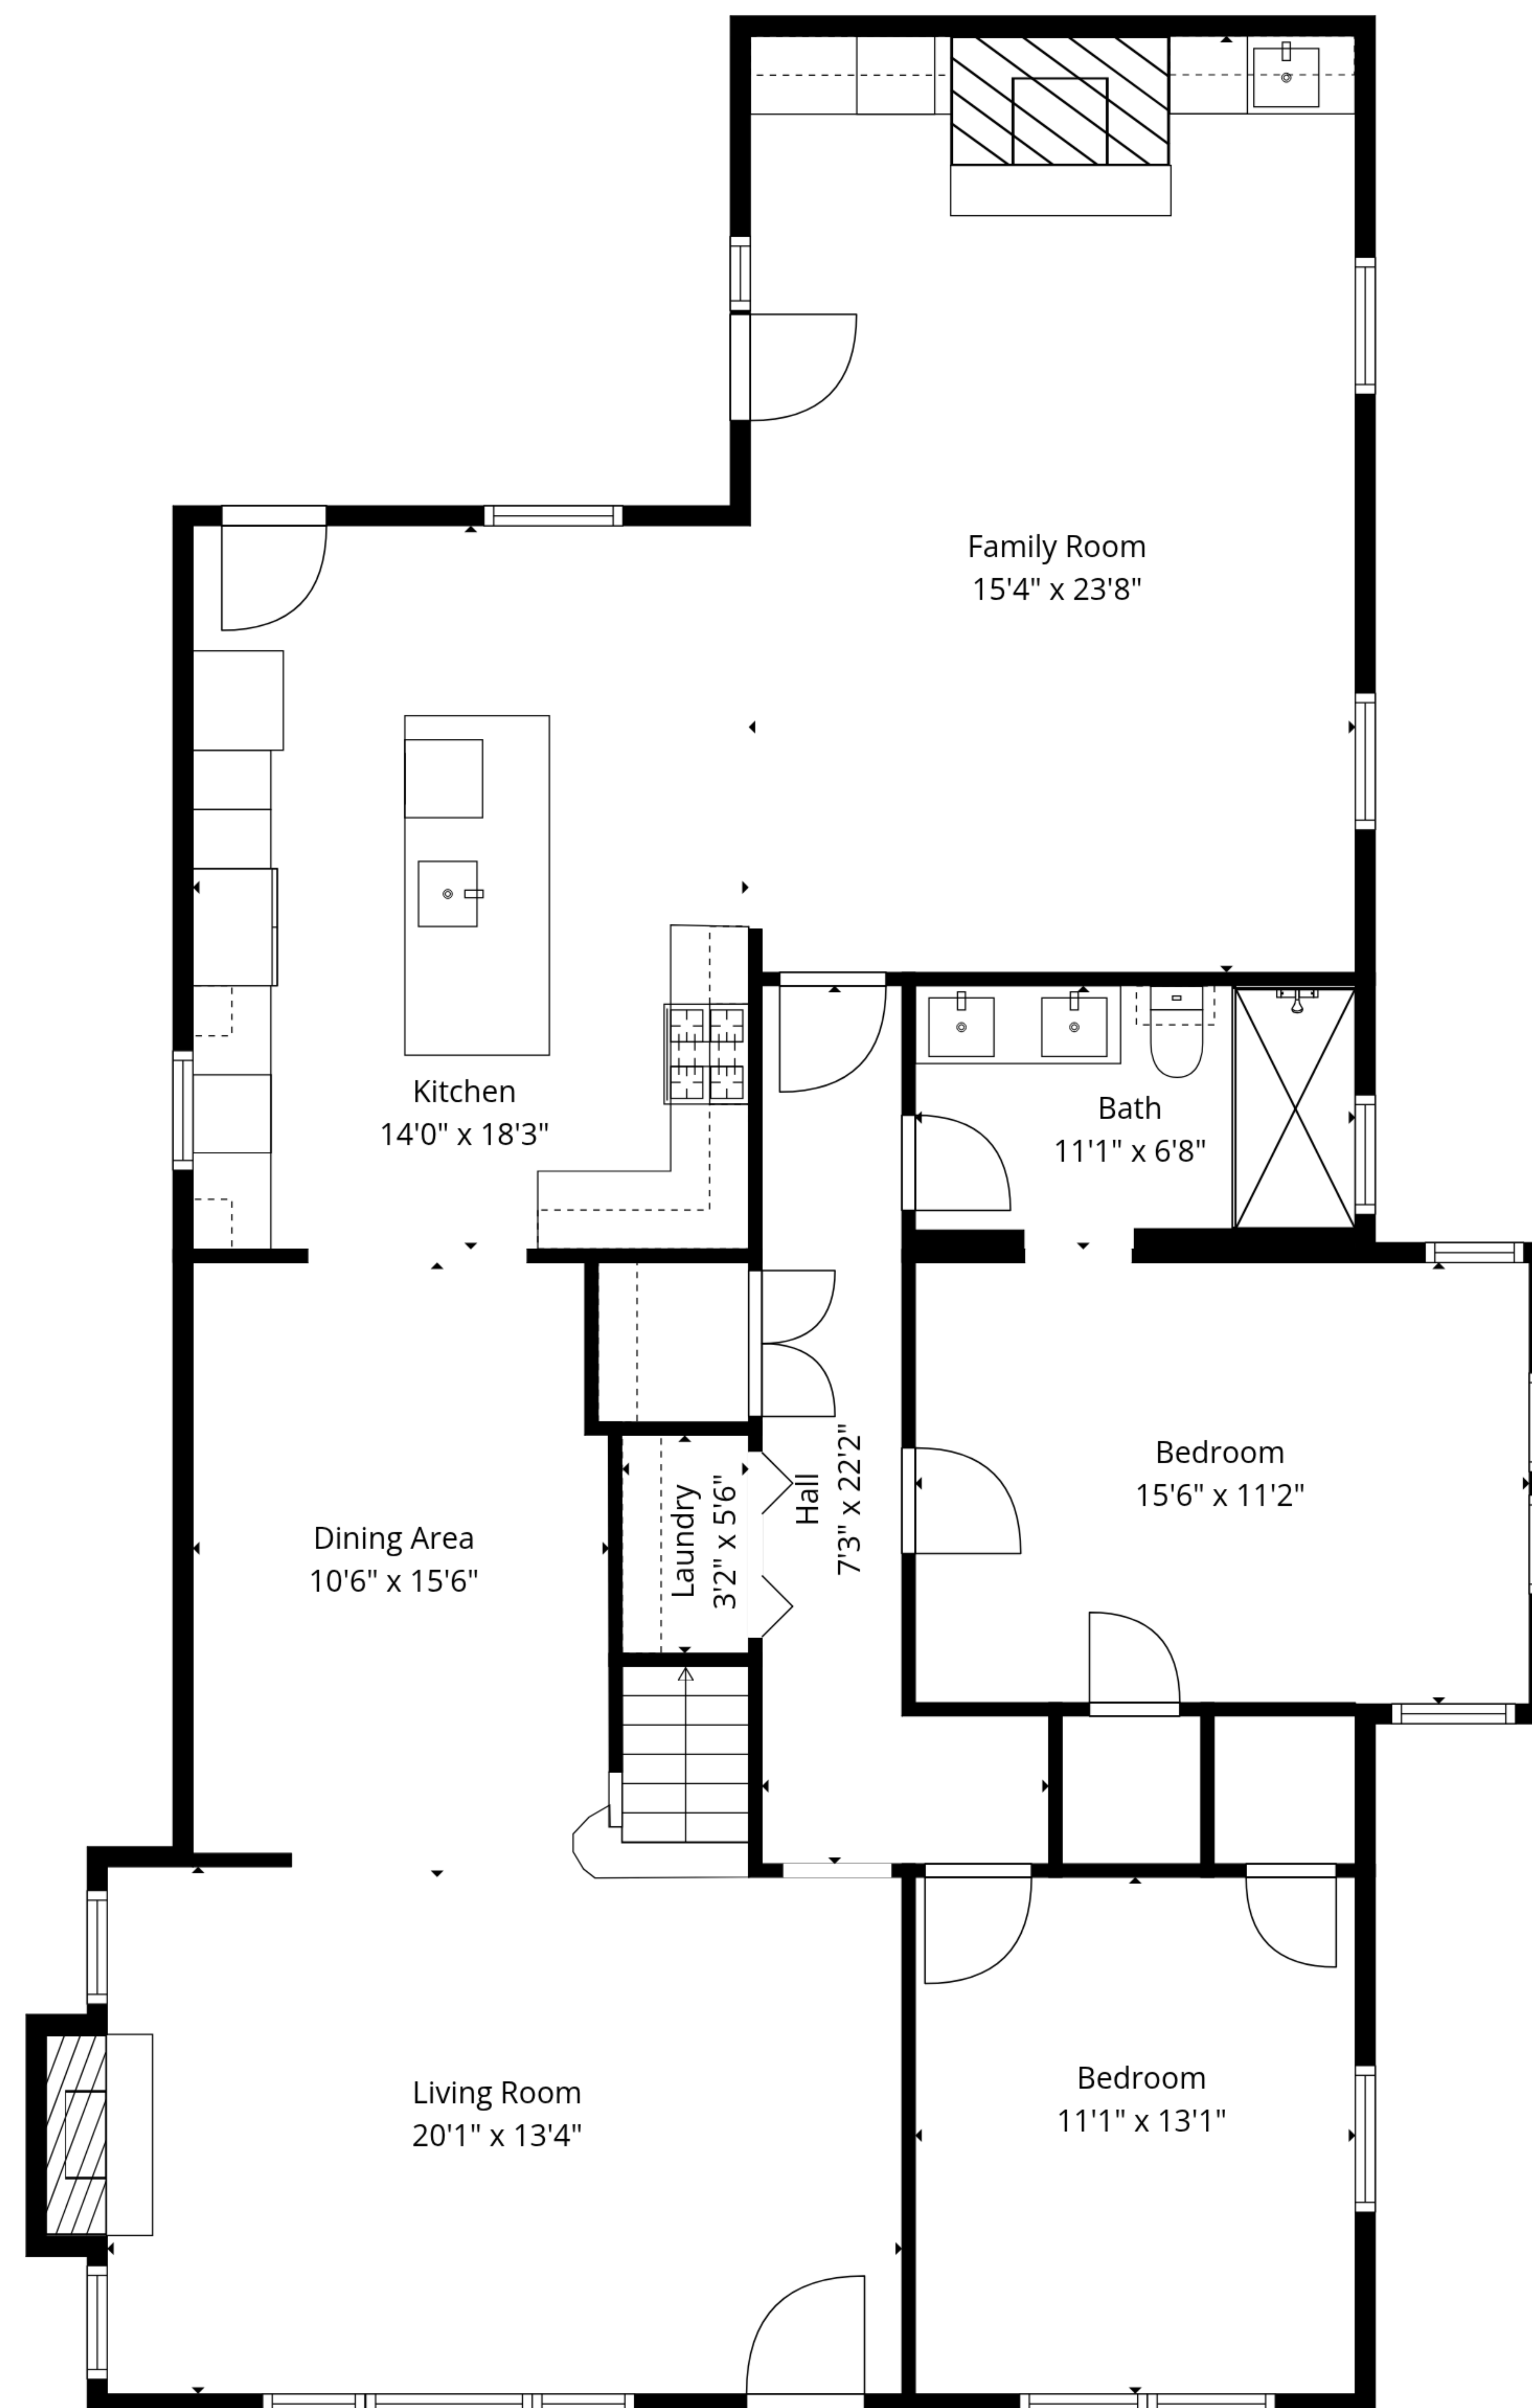 Family Room
15'4" x 23'8"
Kitchen
14'0" x 18'3"
Bath
11'1" x 6'8"
Bedroom
15'6" x 11'2"
Hall
7'3" x 22'2"
Laundry
3'2" x 5'6"
Dining Area
10'6" x 15'6"
Living Room
20'1" x 13'4"
Bedroom
11'1" x 13'1"